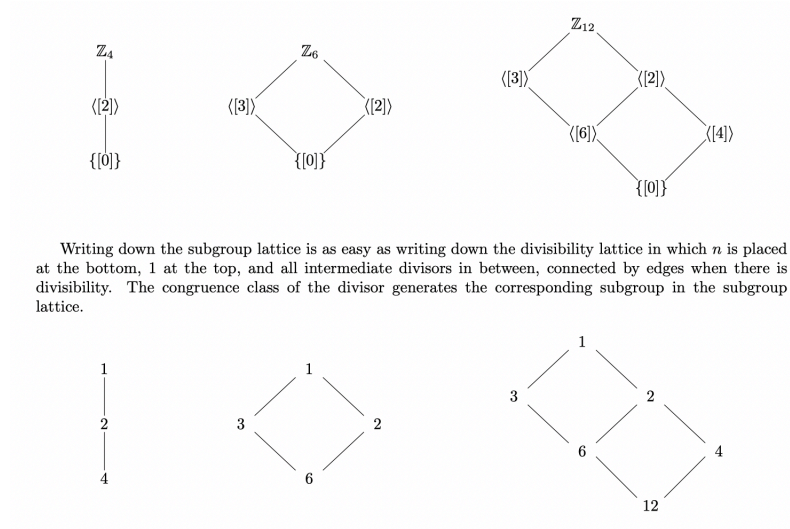 ℤ₁₂
ℤ₄ ℤ₆
⟨[3]⟩ ⟨[2]⟩
⟨[2]⟩ ⟨[3]⟩ ⟨[2]⟩
⟨[6]⟩ ⟨[4]⟩
{[0]} {[0]}
{[0]}
Writing down the subgroup lattice is as easy as writing down the divisibility lattice in which n is placed
at the bottom, 1 at the top, and all intermediate divisors in between, connected by edges when there is
divisibility. The congruence class of the divisor generates the corresponding subgroup in the subgroup
lattice.
1
1 1
3 2
2 3 2
6 4
4 6
12